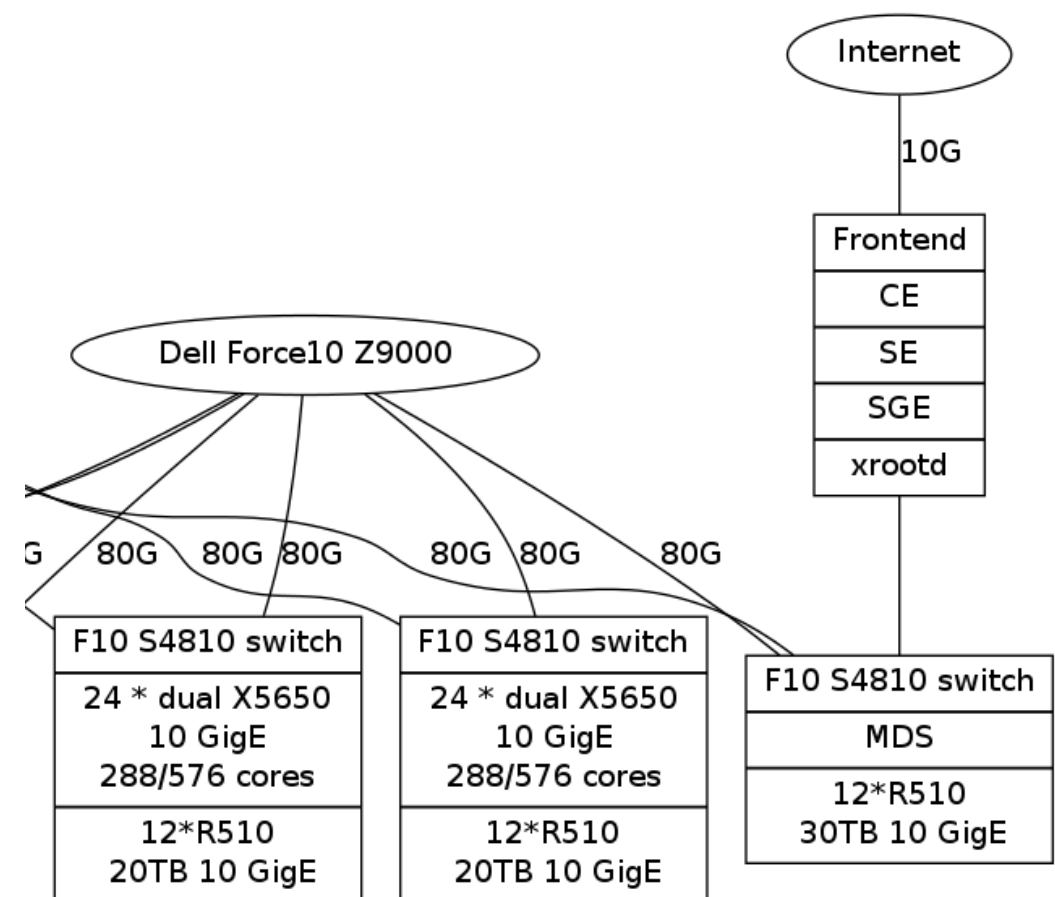 Internet
10G
Frontend
CE
SE
SGE
xrootd
Dell Force10 Z9000
G 80G 80G 80G 80G 80G 80G
F10 S4810 switch
24 * dual X5650
10 GigE
288/576 cores
12*R510
20TB 10 GigE
F10 S4810 switch
24 * dual X5650
10 GigE
288/576 cores
12*R510
20TB 10 GigE
F10 S4810 switch
MDS
12*R510
30TB 10 GigE